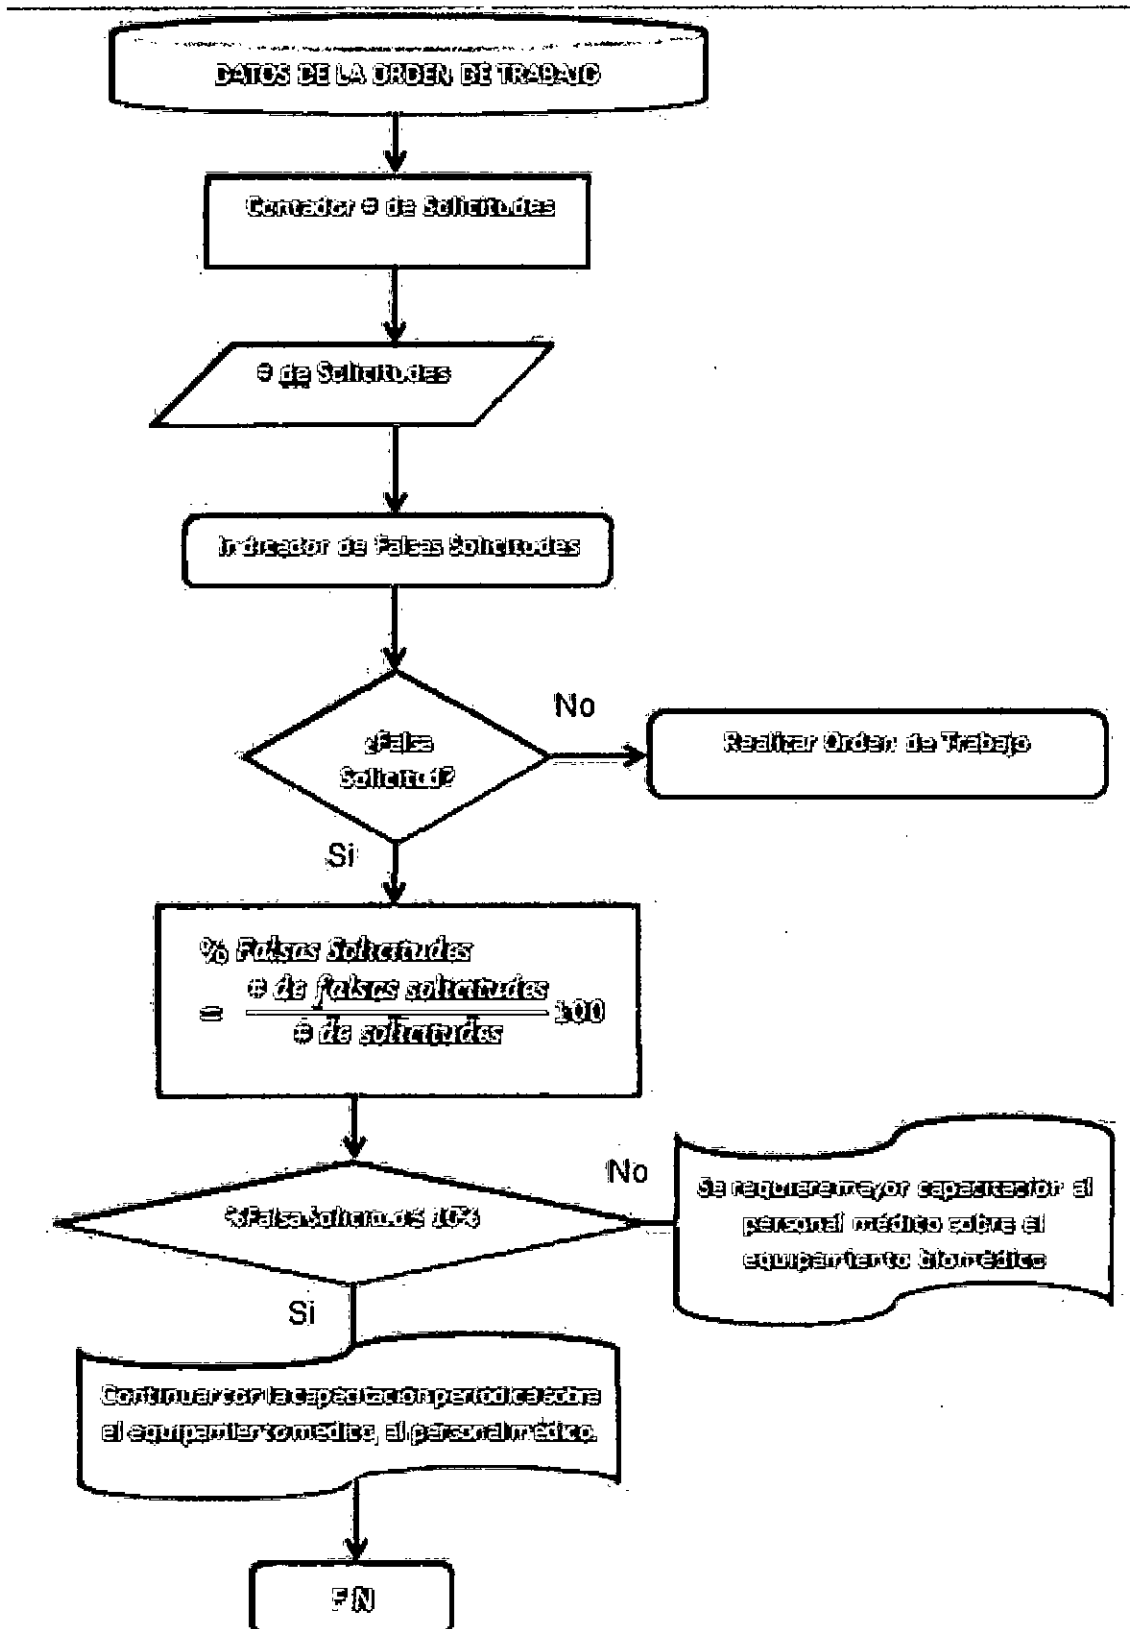 DATOS DE LA ORDEN DE TRABAJO
Contador # de Solicitudes
# de Solicitudes
Indicador de Falsas Solicitudes
No
¿Falsa
Solicitud?
Realizar Orden de Trabajo
Si
% Falsas Solicitudes
= # de falsas solicitudes
# de solicitudes
100
No
Se requiere mayor capacitación al
personal médico sobre el
equipamiento biomédico
%Falsa Solicitud≤ 10%
Si
Continuar con la capacitación periódica sobre
el equipamiento médico, al personal médico.
FIN